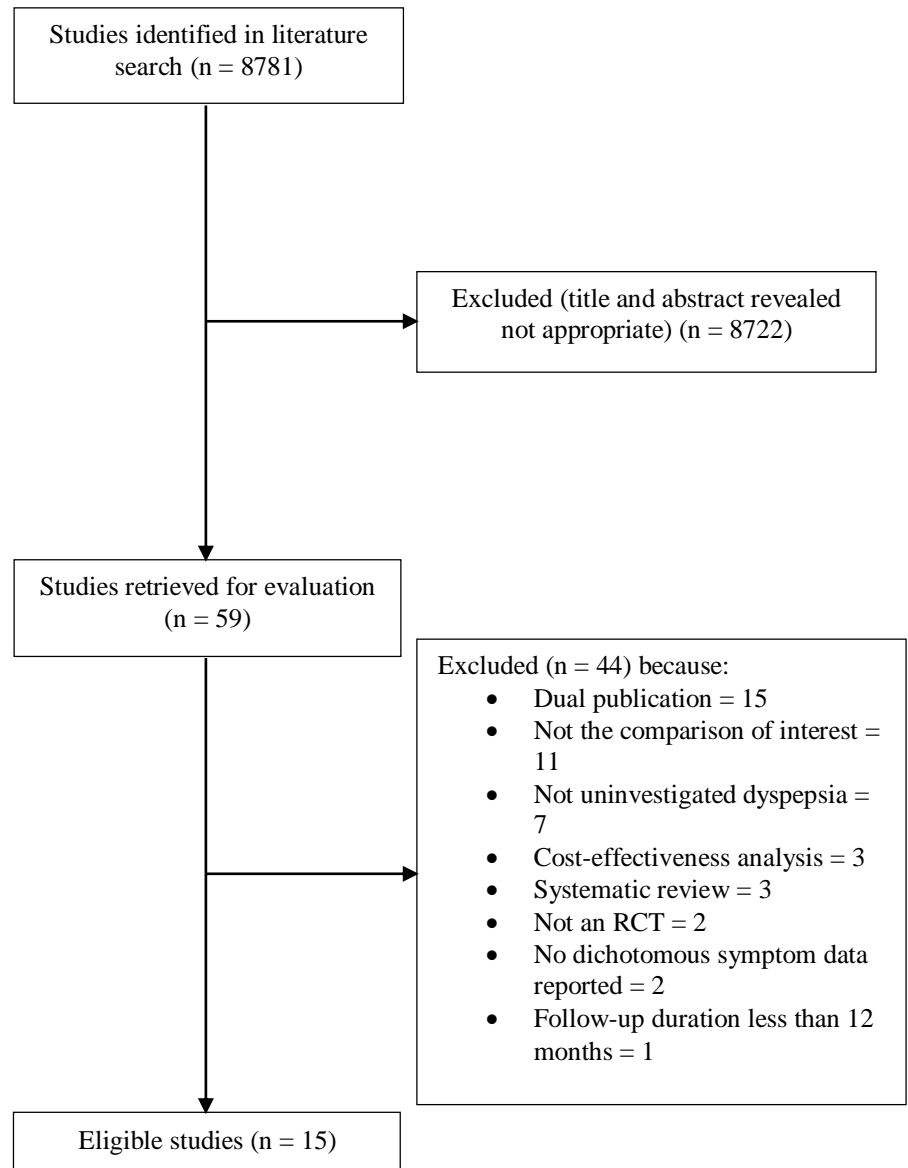 Studies identified in literature
search (n = 8781)
Excluded (title and abstract revealed
not appropriate) (n = 8722)
Studies retrieved for evaluation
(n = 59)
Excluded (n = 44) because:
• Dual publication = 15
• Not the comparison of interest =
11
• Not uninvestigated dyspepsia =
7
• Cost-effectiveness analysis = 3
• Systematic review = 3
• Not an RCT = 2
• No dichotomous symptom data
reported = 2
• Follow-up duration less than 12
months = 1
Eligible studies (n = 15)